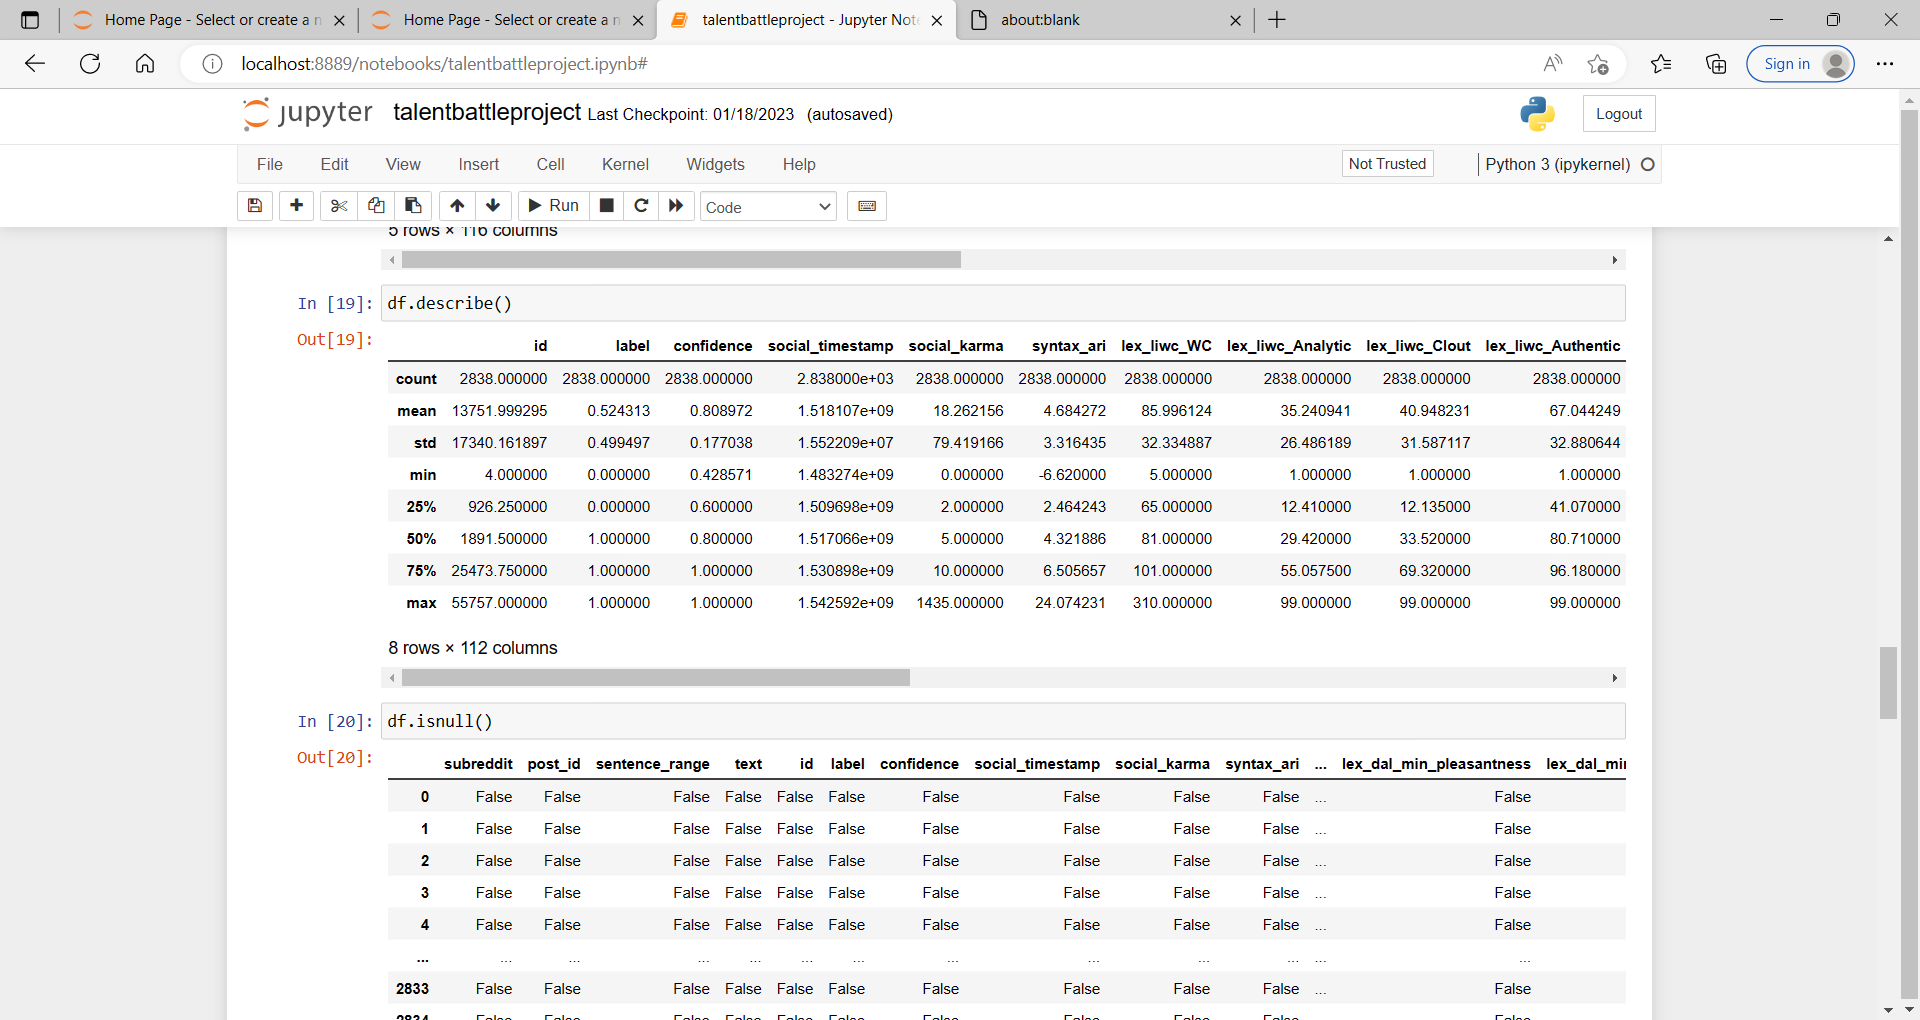 Home Page - Select or create a n
Home Page - Select or create a n
talentbattleproject - Jupyter Note
about:blank
localhost:8889/notebooks/talentbattleproject.ipynb#
Sign in
jupyter talentbattleproject Last Checkpoint: 01/18/2023 (autosaved)
Logout
File Edit View Insert Cell Kernel Widgets Help
Not Trusted
Python 3 (ipykernel)
Run
Code
5 rows × 116 columns
In [19]: df.describe()
Out[19]:
id label confidence social_timestamp social_karma syntax_ari lex_liwc_WC lex_liwc_Analytic lex_liwc_Clout lex_liwc_Authentic
count 2838.000000 2838.000000 2838.000000 2.838000e+03 2838.000000 2838.000000 2838.000000 2838.000000 2838.000000 2838.000000
mean 13751.999295 0.524313 0.808972 1.518107e+09 18.262156 4.684272 85.996124 35.240941 40.948231 67.044249
std 17340.161897 0.499497 0.177038 1.552209e+07 79.419166 3.316435 32.334887 26.486189 31.587117 32.880644
min 4.000000 0.000000 0.428571 1.483274e+09 0.000000 -6.620000 5.000000 1.000000 1.000000 1.000000
25% 926.250000 0.000000 0.600000 1.509698e+09 2.000000 2.464243 65.000000 12.410000 12.135000 41.070000
50% 1891.500000 1.000000 0.800000 1.517066e+09 5.000000 4.321886 81.000000 29.420000 33.520000 80.710000
75% 25473.750000 1.000000 1.000000 1.530898e+09 10.000000 6.505657 101.000000 55.057500 69.320000 96.180000
max 55757.000000 1.000000 1.000000 1.542592e+09 1435.000000 24.074231 310.000000 99.000000 99.000000 99.000000
8 rows × 112 columns
In [20]: df.isnull()
Out[20]:
subreddit post_id sentence_range text id label confidence social_timestamp social_karma syntax_ari ... lex_dal_min_pleasantness lex_dal_mi
0 False False False False False False False False False False ... False
1 False False False False False False False False False False ... False
2 False False False False False False False False False False ... False
3 False False False False False False False False False False ... False
4 False False False False False False False False False False ... False
... ... ... ... ... ... ... ... ... ... ... ... ...
2833 False False False False False False False False False False ... False
2834 False False False False False False False False False False ... False